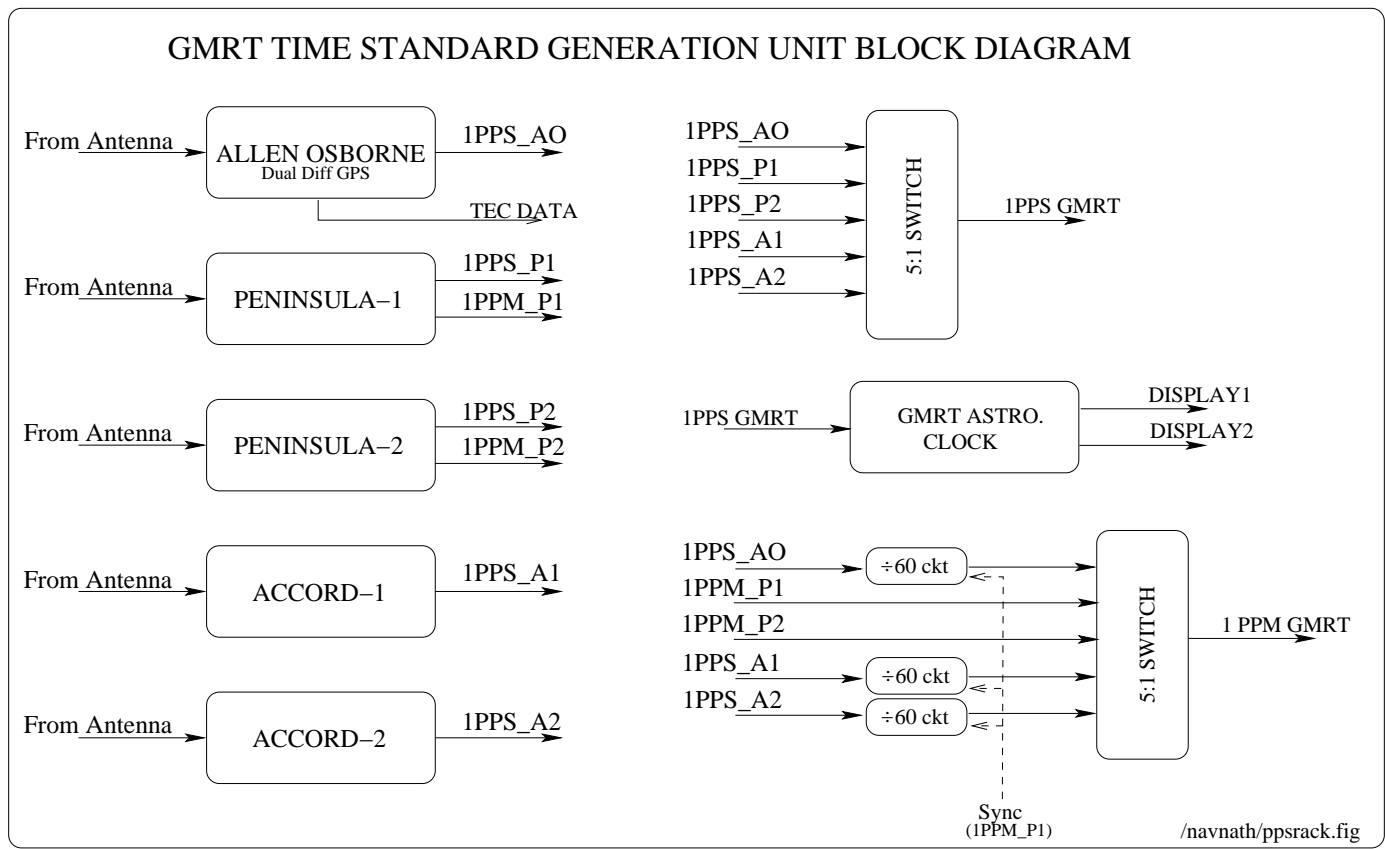 GMRT TIME STANDARD GENERATION UNIT BLOCK DIAGRAM
From Antenna
ALLEN OSBORNE
Dual Diff GPS
1PPS_AO
TEC DATA
From Antenna
PENINSULA−1
1PPS_P1
1PPM_P1
From Antenna
PENINSULA−2
1PPS_P2
1PPM_P2
From Antenna
ACCORD−1
1PPS_A1
From Antenna
ACCORD−2
1PPS_A2
1PPS_AO
1PPS_P1
1PPS_P2
1PPS_A1
1PPS_A2
5:1 SWITCH
1PPS GMRT
1PPS GMRT
GMRT ASTRO.
CLOCK
DISPLAY1
DISPLAY2
1PPS_AO
÷60 ckt
1PPM_P1
1PPM_P2
1PPS_A1
÷60 ckt
1PPS_A2
÷60 ckt
5:1 SWITCH
1 PPM GMRT
Sync
(1PPM_P1)
/navnath/ppsrack.fig